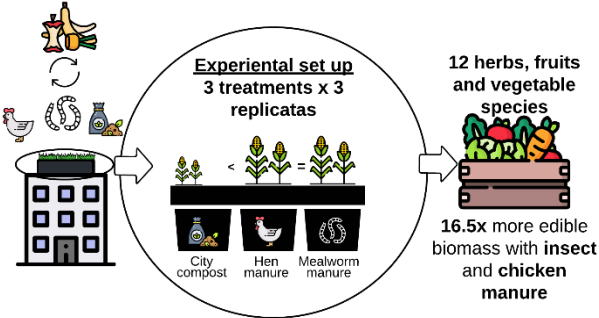 Experiental set up
3 treatments x 3
replicatas
<
=
City
compost
Hen
manure
Mealworm
manure
12 herbs, fruits
and vegetable
species
16.5x more edible
biomass with insect
and chicken
manure